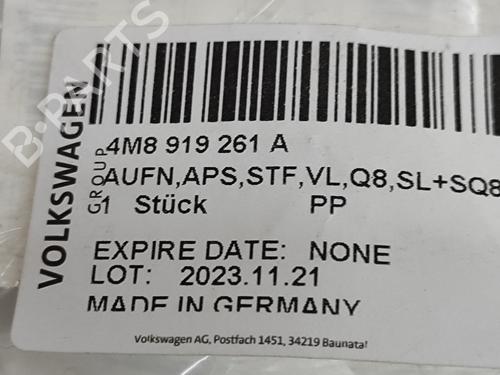 VOLKSWAGEN
GROUP
4M8 919 261 A
AUFN,APS,STF,VL,Q8,SL+SQ8
1 Stück PP
EXPIRE DATE: NONE
LOT: 2023.11.21
MADE IN GERMANY
Volkswagen AG, Postfach 1451, 34219 Baunatal
B-PARTS